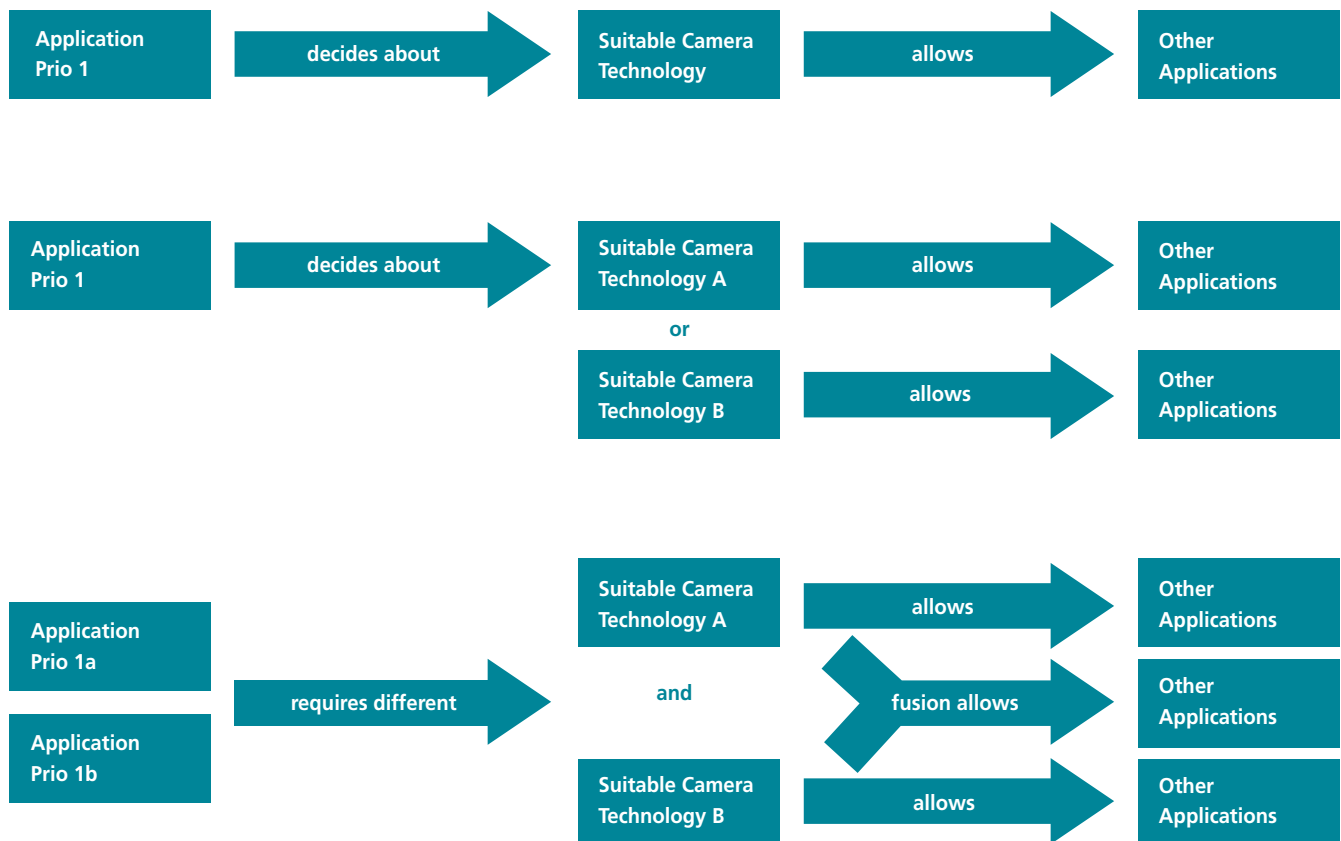 Application
Prio 1
decides about
Suitable Camera
Technology
allows
Other
Applications
Application
Prio 1
decides about
Suitable Camera
Technology A
allows
Other
Applications
or
Suitable Camera
Technology B
allows
Other
Applications
Application
Prio 1a
Application
Prio 1b
requires different
Suitable Camera
Technology A
and
Suitable Camera
Technology B
allows
fusion allows
allows
Other
Applications
Other
Applications
Other
Applications